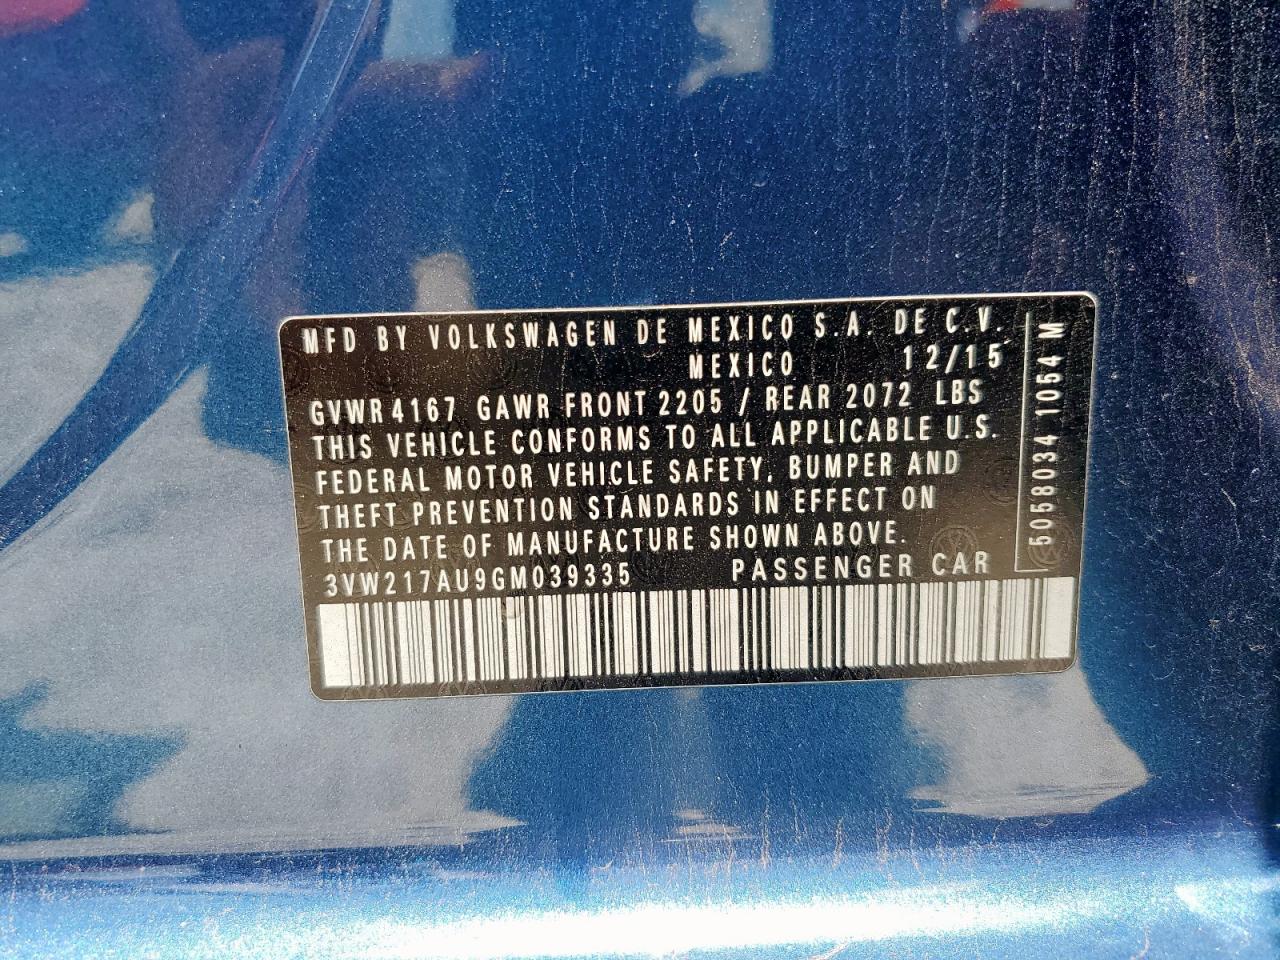 MFD BY VOLKSWAGEN DE MEXICO S.A. DE C.V.
MEXICO 12/15
GVWR 4167 GAWR FRONT 2205 / REAR 2072 LBS
THIS VEHICLE CONFORMS TO ALL APPLICABLE U.S.
FEDERAL MOTOR VEHICLE SAFETY, BUMPER AND
THEFT PREVENTION STANDARDS IN EFFECT ON
THE DATE OF MANUFACTURE SHOWN ABOVE.
3VW217AU9GM039335 PASSENGER CAR
5058034 1054 M